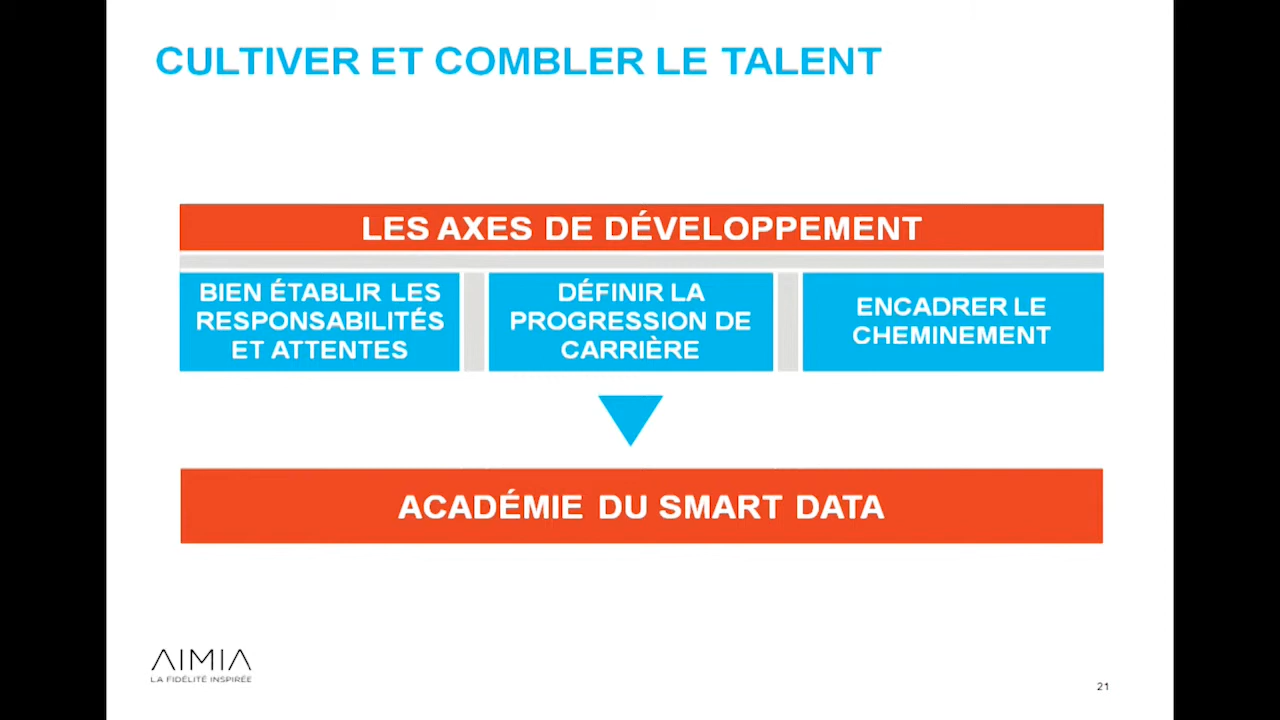 CULTIVER ET COMBLER LE TALENT
LES AXES DE DÉVELOPPEMENT
BIEN ÉTABLIR LES
RESPONSABILITÉS
ET ATTENTES
DÉFINIR LA
PROGRESSION DE
CARRIÈRE
ENCADRER LE
CHEMINEMENT
ACADÉMIE DU SMART DATA
AIMIA
LA FIDÉLITÉ INSPIRÉE
21